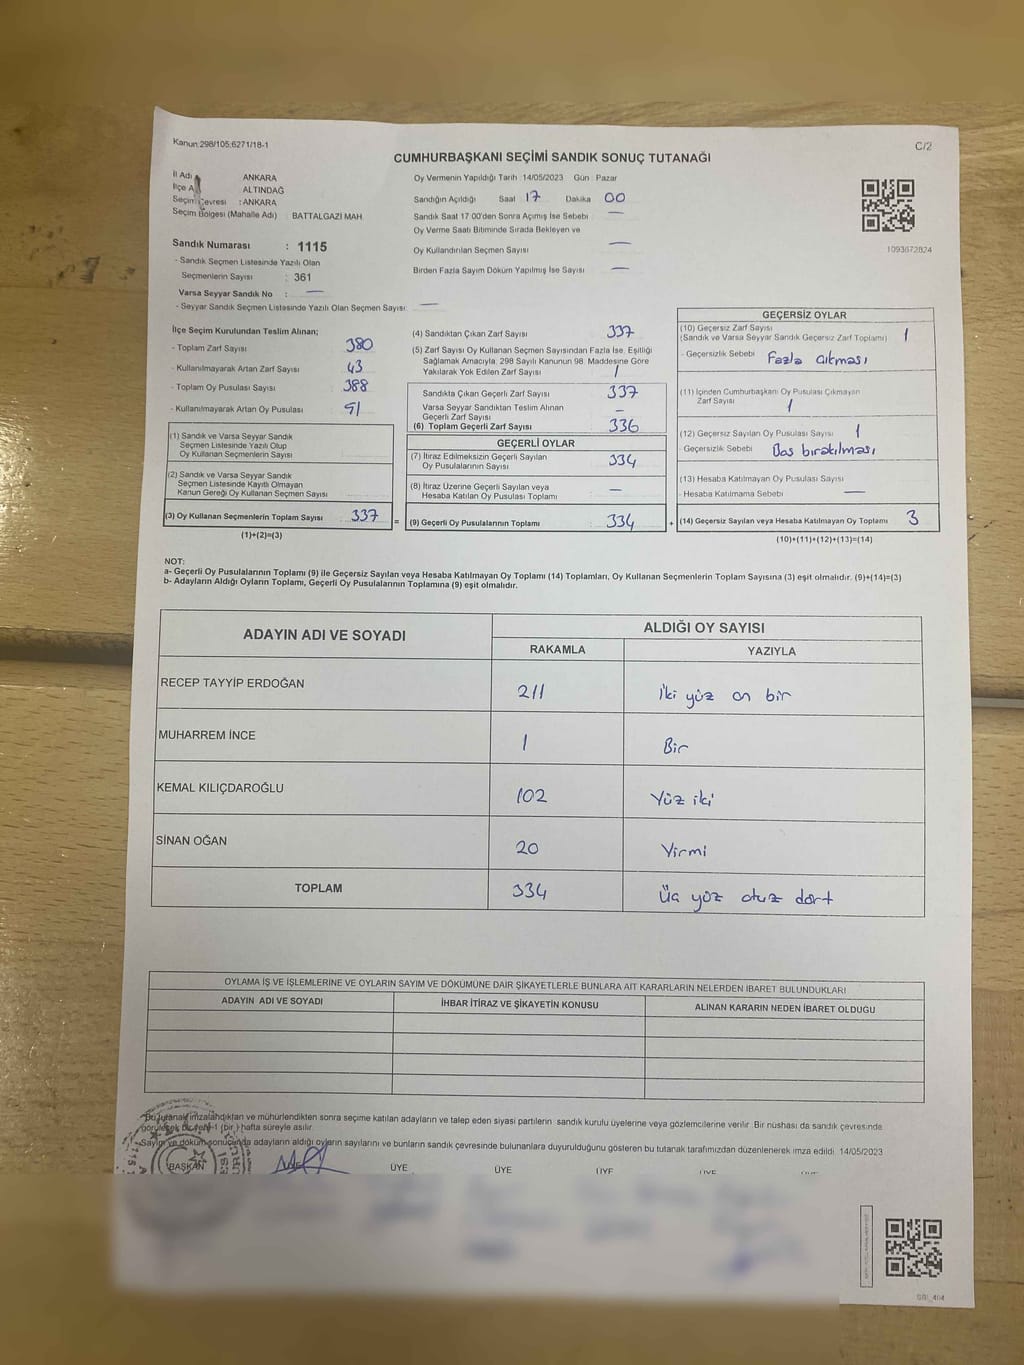 Kanun:298/105;6271/18-1
C/2
CUMHURBAŞKANI SEÇİMİ SANDIK SONUÇ TUTANAĞI
İl Adı ANKARA
İlçe A ALTINDAĞ
Seçim Çevresi : ANKARA
Seçim Bölgesi (Mahalle Adı) : BATTALGAZİ MAH.
Sandık Numarası : 1115
- Sandık Seçmen Listesinde Yazılı Olan
Seçmenlerin Sayısı : 361
Varsa Seyyar Sandık No : —
- Seyyar Sandık Seçmen Listesinde Yazılı Olan Seçmen Sayısı : —
Oy Vermenin Yapıldığı Tarih :14/05/2023 Gün : Pazar
Sandığın Açıldığı Saat 17 Dakika 00
Sandık Saat 17:00'den Sonra Açımış İse Sebebi —
Oy Verme Saati Bitiminde Sırada Bekleyen ve
Oy Kullandırılan Seçmen Sayısı —
Birden Fazla Sayım Döküm Yapılmış İse Sayısı —
1093672824
İlçe Seçim Kurulundan Teslim Alınan;
- Toplam Zarf Sayısı 380
- Kullanılmayarak Artan Zarf Sayısı 43
- Toplam Oy Pusulası Sayısı 388
- Kullanılmayarak Artan Oy Pusulası 51
(1) Sandık ve Varsa Seyyar Sandık
Seçmen Listesinde Yazılı Olup
Oy Kullanan Seçmenlerin Sayısı
(2) Sandık ve Varsa Seyyar Sandık
Seçmen Listesinde Kayıtlı Olmayan
Kanun Gereği Oy Kullanan Seçmen Sayısı
(3) Oy Kullanan Seçmenlerin Toplam Sayısı 337
(1)+(2)=(3)
(4) Sandıktan Çıkan Zarf Sayısı 337
(5) Zarf Sayısı Oy Kullanan Seçmen Sayısından Fazla İse, Eşitliği
Sağlamak Amacıyla, 298 Sayılı Kanunun 98. Maddesine Göre
Yakılarak Yok Edilen Zarf Sayısı 1
Sandıkta Çıkan Geçerli Zarf Sayısı 337
Varsa Seyyar Sandıktan Teslim Alınan
Geçerli Zarf Sayısı —
(6) Toplam Geçerli Zarf Sayısı 336
GEÇERLİ OYLAR
(7) İtiraz Edilmeksizin Geçerli Sayılan
Oy Pusulalarının Sayısı 334
(8) İtiraz Üzerine Geçerli Sayılan veya
Hesaba Katılan Oy Pusulası Toplamı —
= (9) Geçerli Oy Pusulalarının Toplamı 334 +
GEÇERSİZ OYLAR
(10) Geçersiz Zarf Sayısı
(Sandık ve Varsa Seyyar Sandık Geçersiz Zarf Toplamı) 1
- Geçersizlik Sebebi Fazla çıkması
(11) İçinden Cumhurbaşkanı Oy Pusulası Çıkmayan
Zarf Sayısı 1
(12) Geçersiz Sayılan Oy Pusulası Sayısı 1
Geçersizlik Sebebi Bos bırakılması
(13) Hesaba Katılmayan Oy Pusulası Sayısı
- Hesaba Katılmama Sebebi —
(14) Geçersiz Sayılan veya Hesaba Katılmayan Oy Toplamı 3
(10)+(11)+(12)+(13)=(14)
NOT:
a- Geçerli Oy Pusulalarının Toplamı (9) ile Geçersiz Sayılan veya Hesaba Katılmayan Oy Toplamı (14) Toplamları, Oy Kullanan Seçmenlerin Toplam Sayısına (3) eşit olmalıdır. (9)+(14)=(3)
b- Adayların Aldığı Oyların Toplamı, Geçerli Oy Pusulalarının Toplamına (9) eşit olmalıdır.
ADAYIN ADI VE SOYADI
ALDIĞI OY SAYISI
RAKAMLA YAZIYLA
RECEP TAYYİP ERDOĞAN 211 İki yüz on bir
MUHARREM İNCE 1 Bir
KEMAL KILIÇDAROĞLU 102 Yüz iki
SİNAN OĞAN 20 Yirmi
TOPLAM 334 Üç yüz otuz dört
OYLAMA İŞ VE İŞLEMLERİNE VE OYLARIN SAYIM VE DÖKÜMÜNE DAİR ŞİKAYETLERLE BUNLARA AİT KARARLARIN NELERDEN İBARET BULUNDUKLARI
ADAYIN ADI VE SOYADI İHBAR İTİRAZ VE ŞİKAYETİN KONUSU ALINAN KARARIN NEDEN İBARET OLDUĞU
Bu tutanak imzalandıktan ve mühürlendikten sonra seçime katılan adayların ve talep eden siyasi partilerin sandık kurulu üyelerine veya gözlemcilerine verilir. Bir nüshası da sandık çevresinde
görülecek bir yere 1 (bir ) hafta süreyle asılır.
Sayım ve döküm sonucunda adayların aldığı oyların sayılarını ve bunların sandık çevresinde bulunanlara duyurulduğunu gösteren bu tutanak tarafımızdan düzenlenerek imza edildi. 14/05/2023
BAŞKAN ÜYE ÜYE ÜYE ÜYE